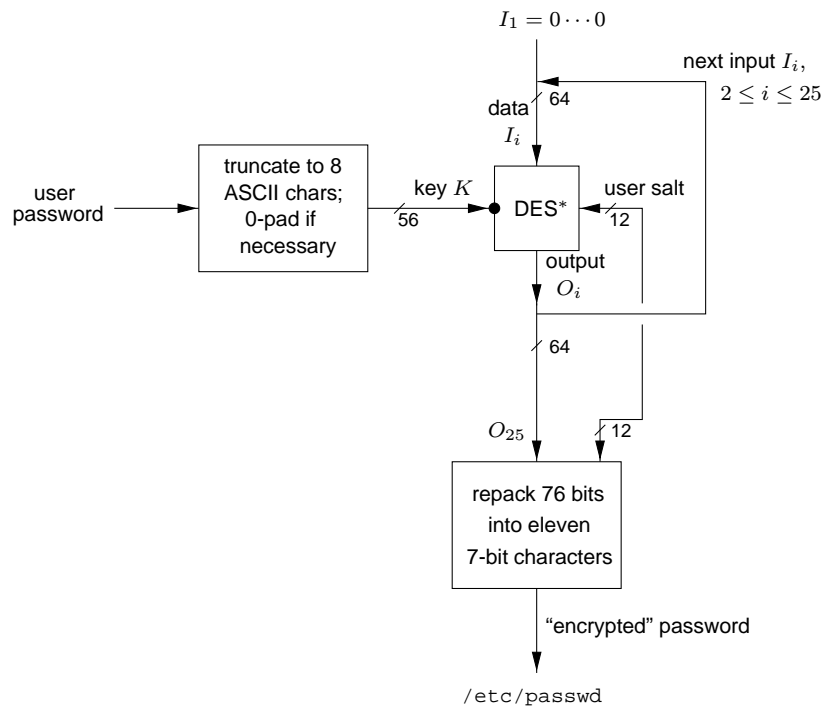 I₁ = 0 ⋯ 0
next input Iᵢ,
2 ≤ i ≤ 25
64
data
Iᵢ
truncate to 8
ASCII chars;
0-pad if
necessary
user
password
key K
56
DES*
user salt
12
output
Oᵢ
64
O₂₅
12
repack 76 bits
into eleven
7-bit characters
“encrypted” password
/etc/passwd